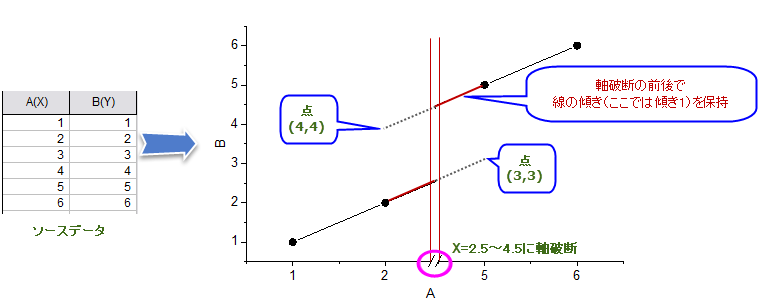 A(X) B(Y)
1 1
2 2
3 3
4 4
5 5
6 6
ソースデータ
B
6
5
4
3
2
1
点
(4,4)
軸破断の前後で
線の傾き(ここでは傾き1)を保持
点
(3,3)
X=2.5～4.5に軸破断
1 2 5 6
A